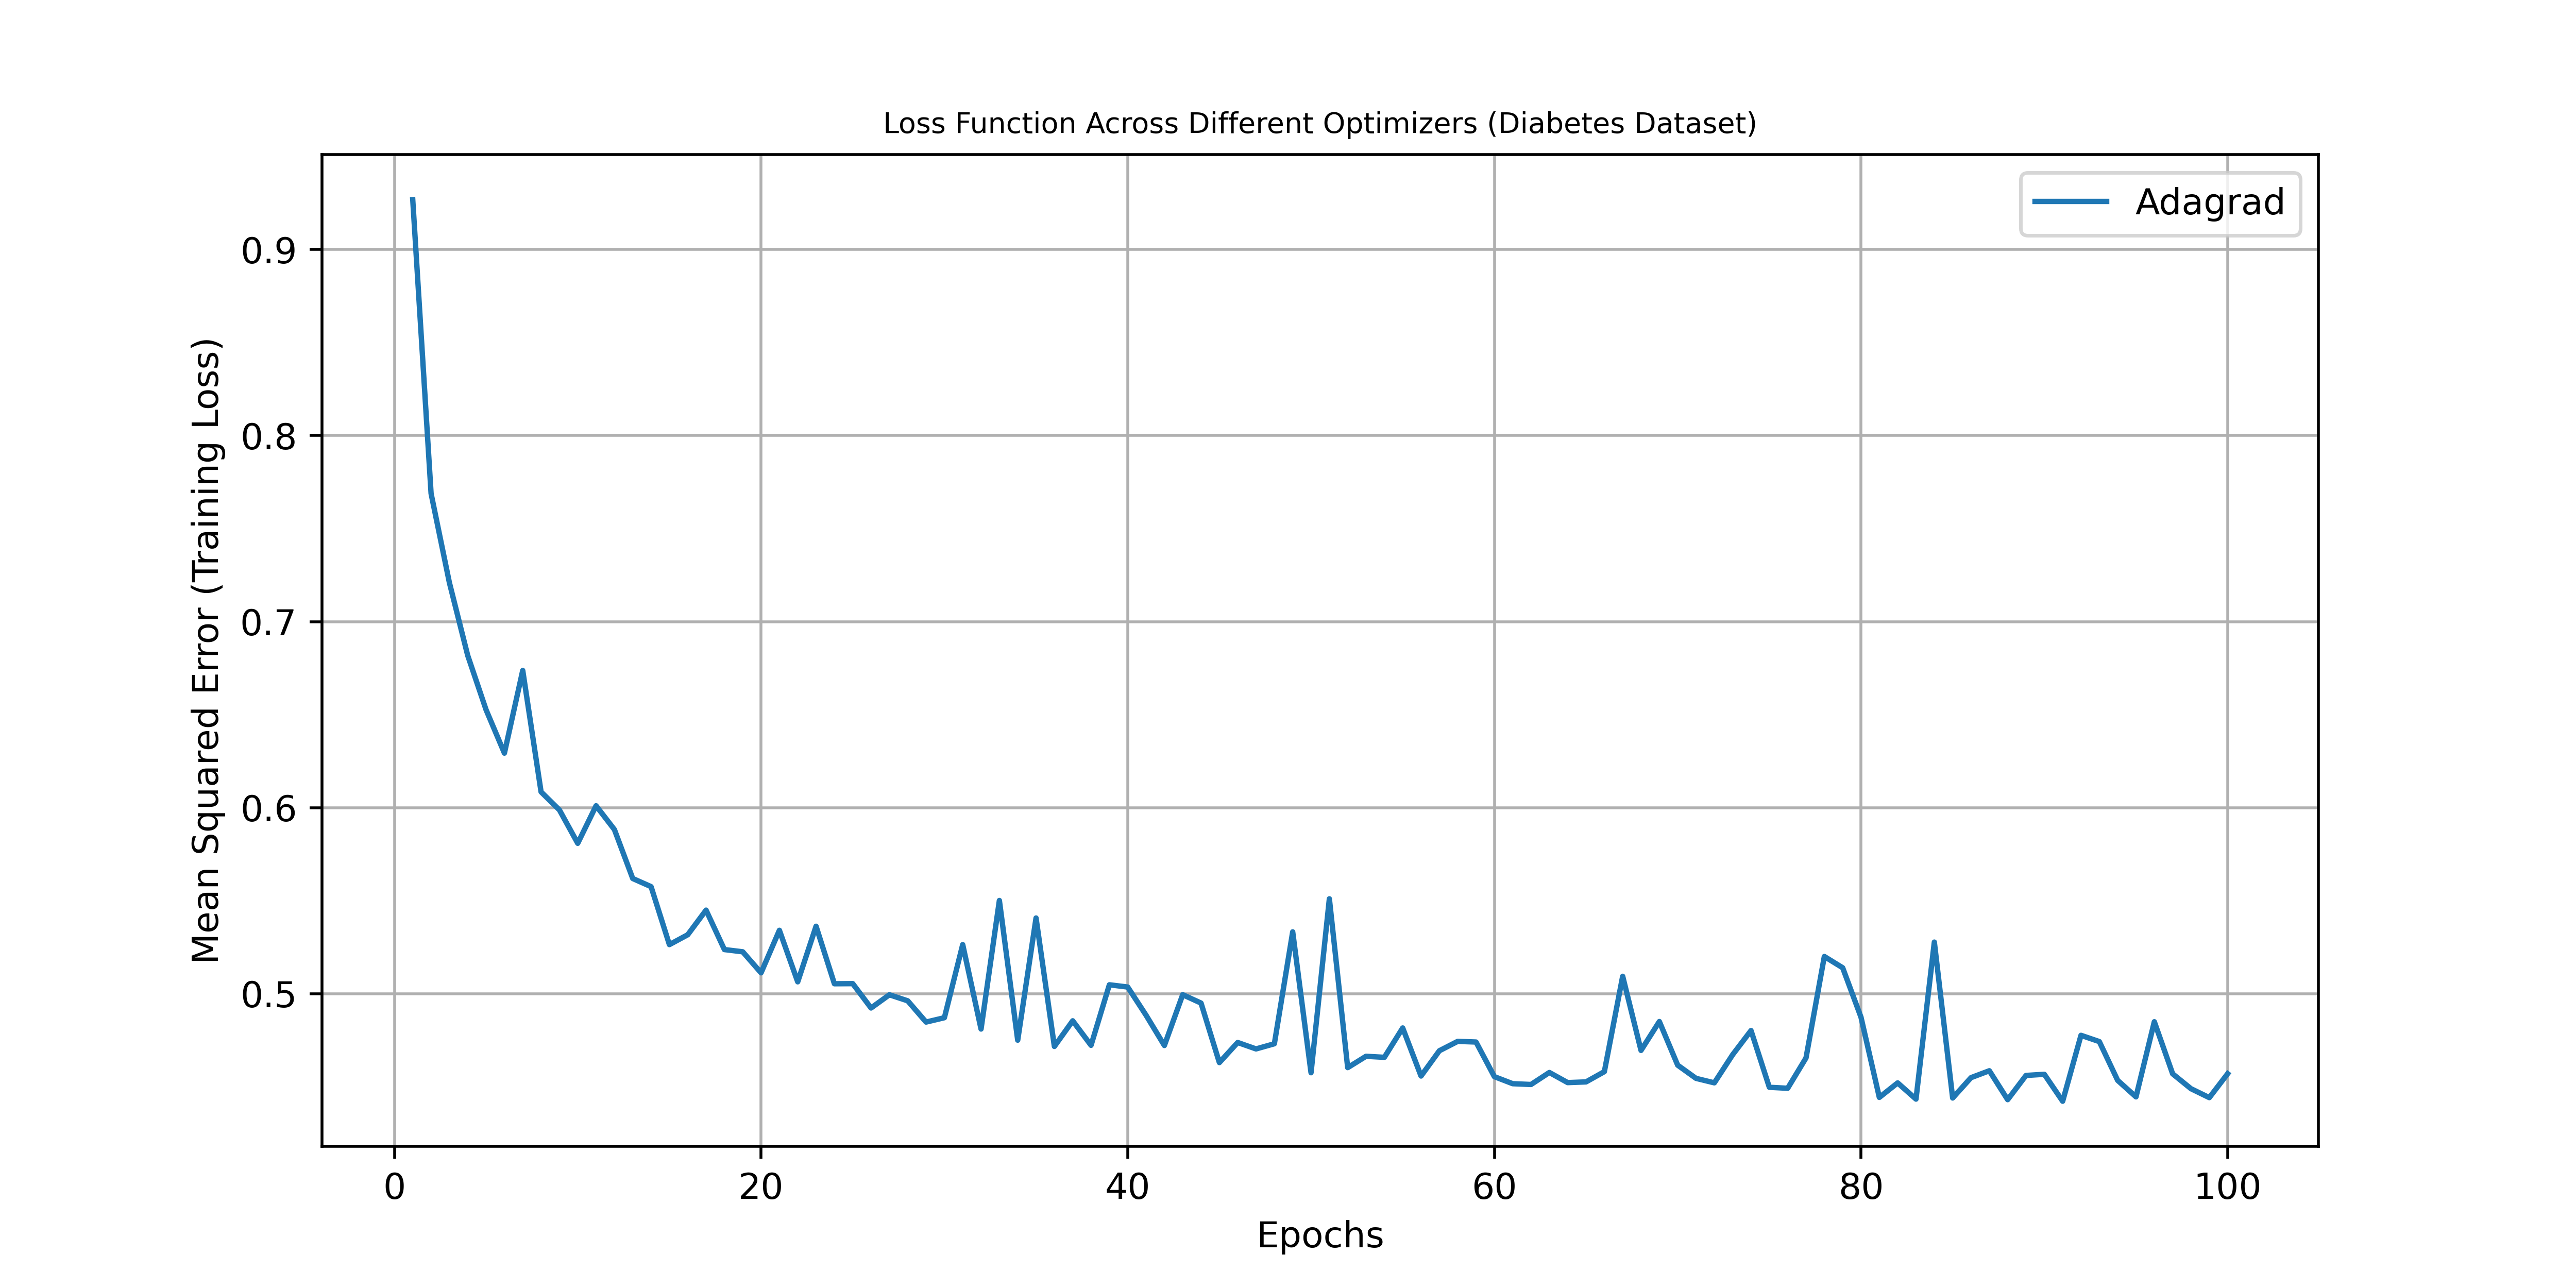 Loss Function Across Different Optimizers (Diabetes Dataset)
Adagrad
Mean Squared Error (Training Loss)
0.9
0.8
0.7
0.6
0.5
0 20 40 60 80 100
Epochs